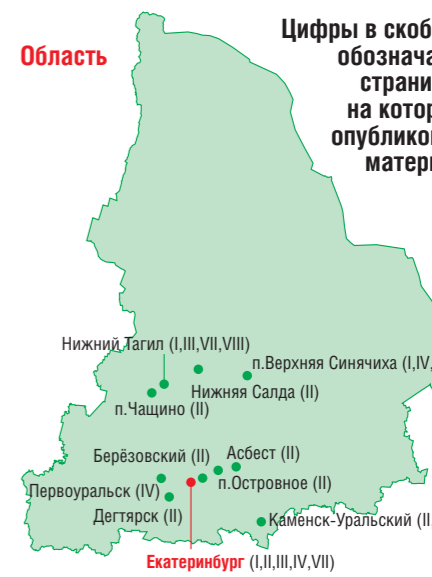 Область
Цифры в скоб
обознача
страни
на котор
опубликов
матери
Нижний Тагил (I,III,VII,VIII)
п.Верхняя Синячиха (I,IV,
Нижняя Салда (II)
п.Чащино (II)
Берёзовский (II)
Асбест (II)
Первоуральск (IV)
п.Островное (II)
Дегтярск (II)
Каменск-Уральский (II
Екатеринбург (I,II,III,IV,VII)